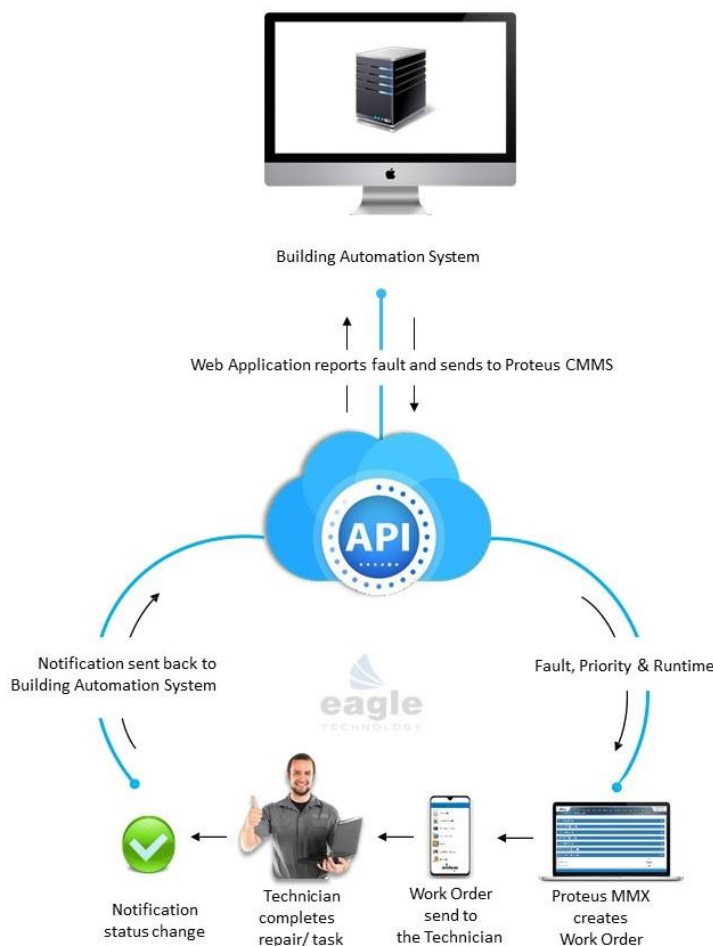 Building Automation System
Web Application reports fault and sends to Proteus CMMS
API
Notification sent back to
Building Automation System
Fault, Priority & Runtime
eagle
TECHNOLOGY
Notification
status change
Technician
completes
repair/ task
Work Order
send to
the Technician
Proteus MMX
creates
Work Order